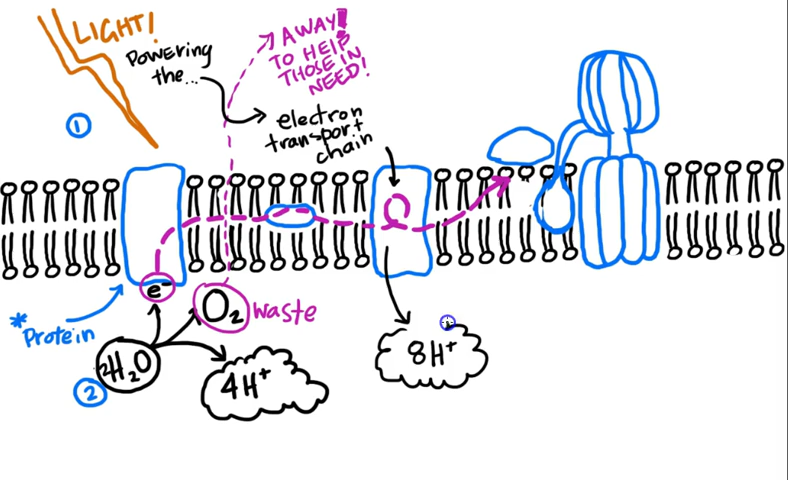 LIGHT!
Powering
the...
AWAY!
TO HELP
THOSE IN
NEED!
1
electron
transport
chain
e-
*Protein
O2 waste
2H2O
2
4H+
8H+